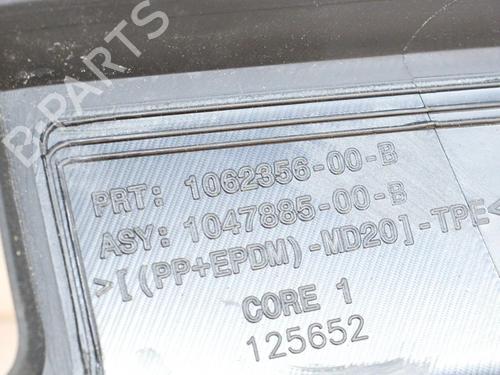 B-PARTS
PRT: 1062356-00-B
ASY: 1047885-00-B
>[(PP+EPDM)-MD20]-TPE<
CORE 1
125652